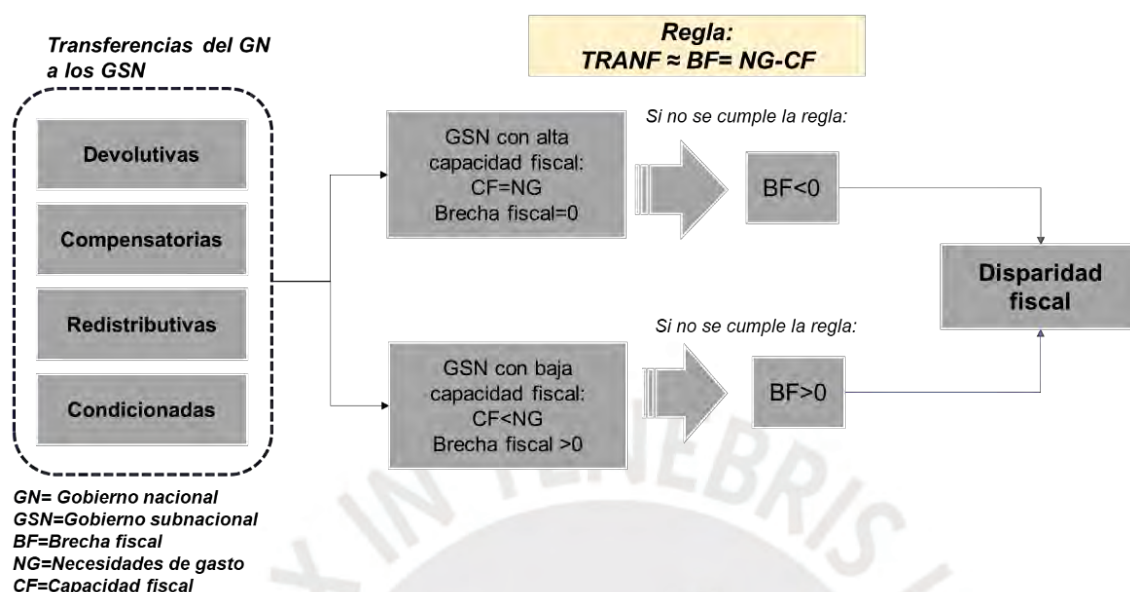 Transferencias del GN
a los GSN
Regla:
TRANF ≈ BF= NG-CF
Devolutivas
Compensatorias
Redistributivas
Condicionadas
GSN con alta
capacidad fiscal:
CF=NG
Brecha fiscal=0
Si no se cumple la regla:
BF<0
GSN con baja
capacidad fiscal:
CF<NG
Brecha fiscal >0
Si no se cumple la regla:
BF>0
Disparidad
fiscal
GN= Gobierno nacional
GSN=Gobierno subnacional
BF=Brecha fiscal
NG=Necesidades de gasto
CF=Capacidad fiscal
X IN TENEBRIS